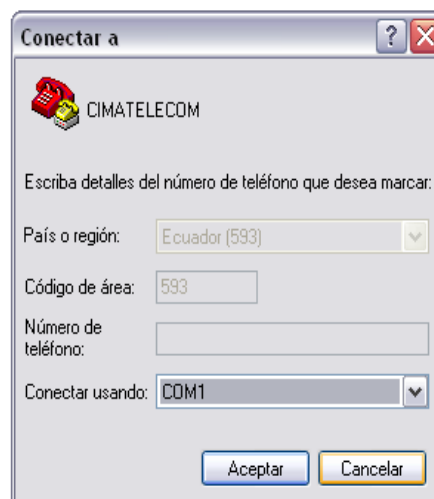 Conectar a
CIMATELECOM
Escriba detalles del número de teléfono que desea marcar:
País o región: Ecuador (593)
Código de área: 593
Número de
teléfono:
Conectar usando: COM1
Aceptar Cancelar